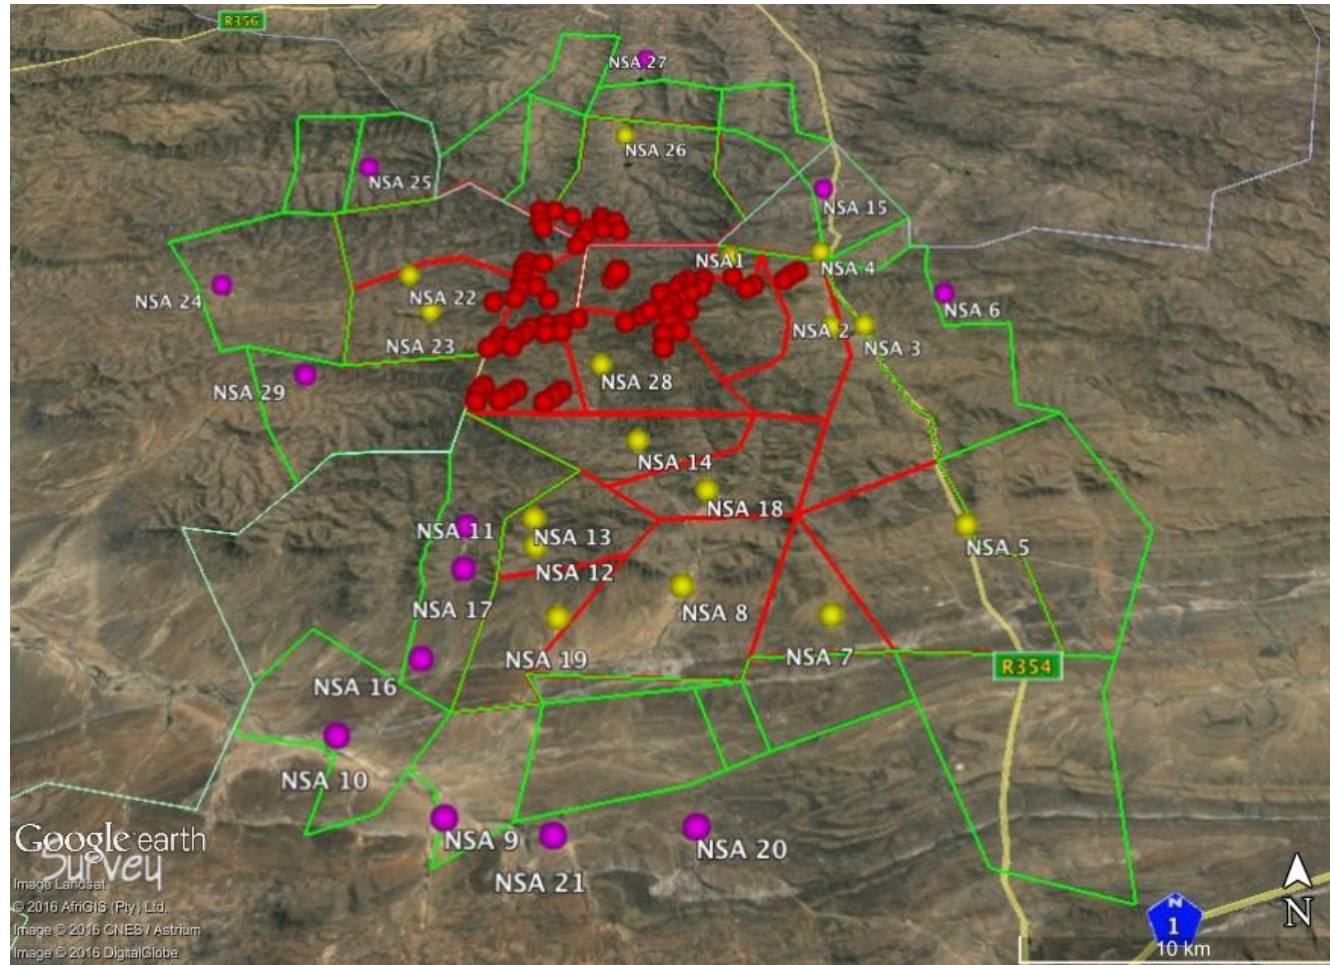 R356
NSA 27
NSA 26
NSA 25
NSA 15
NSA1
NSA 4
NSA 24
NSA 22
NSA 6
NSA 23
NSA 2
NSA 3
NSA 29
NSA 28
NSA 14
NSA 18
NSA 11
NSA 13
NSA 5
NSA 12
NSA 17
NSA 8
NSA 19
NSA 7
R354
NSA 16
NSA 10
NSA 9
NSA 20
NSA 21
Google earth
Survey
Image Landsat
© 2016 AfriGIS (Pty) Ltd.
Image © 2016 CNES / Astrium
Image © 2016 DigitalGlobe
N
1
N
10 km